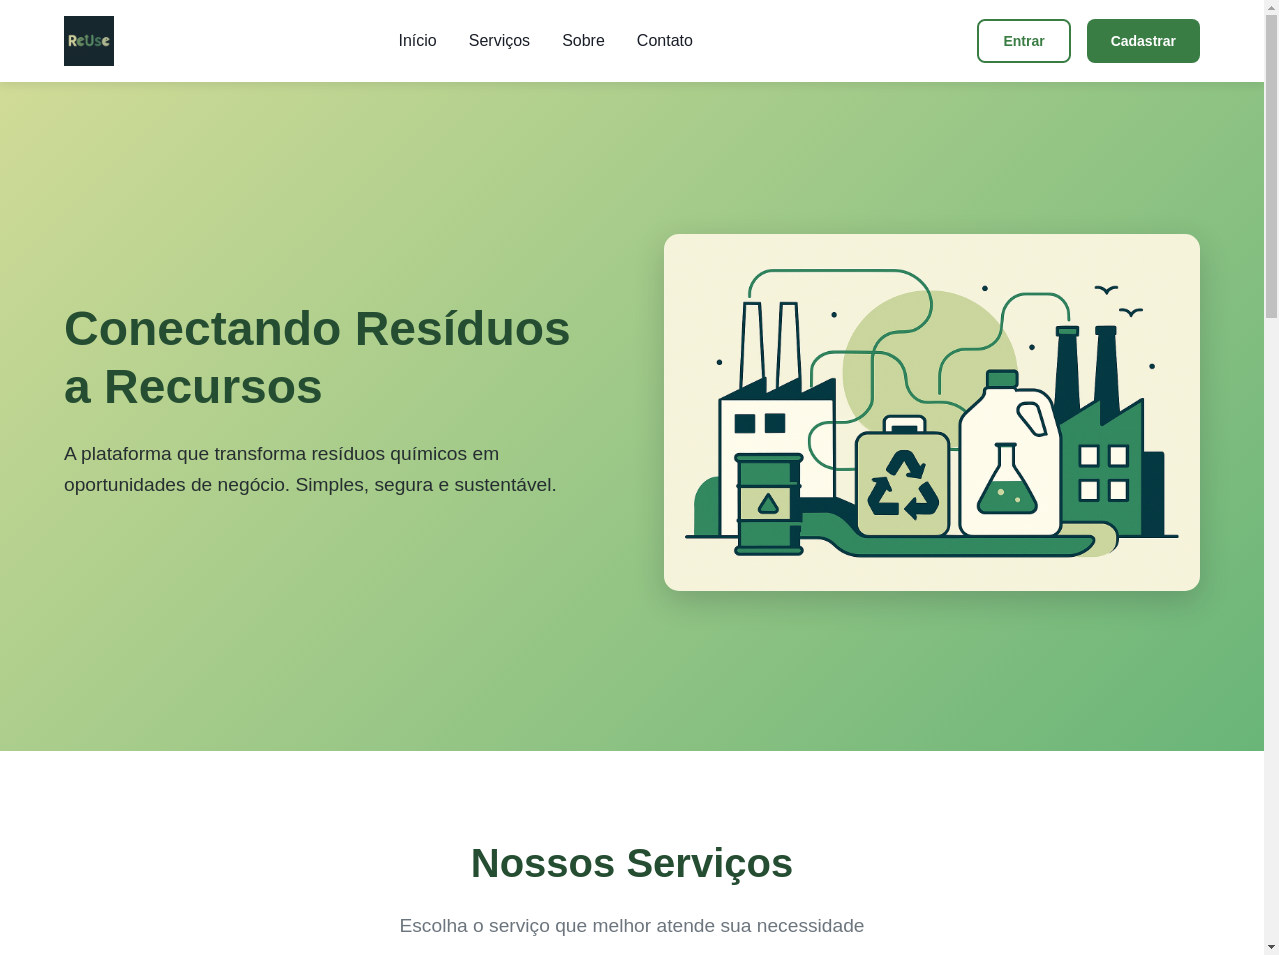 ReUse
Início
Serviços
Sobre
Contato
Entrar
Cadastrar
Conectando Resíduos
a Recursos
A plataforma que transforma resíduos químicos em
oportunidades de negócio. Simples, segura e sustentável.
Nossos Serviços
Escolha o serviço que melhor atende sua necessidade